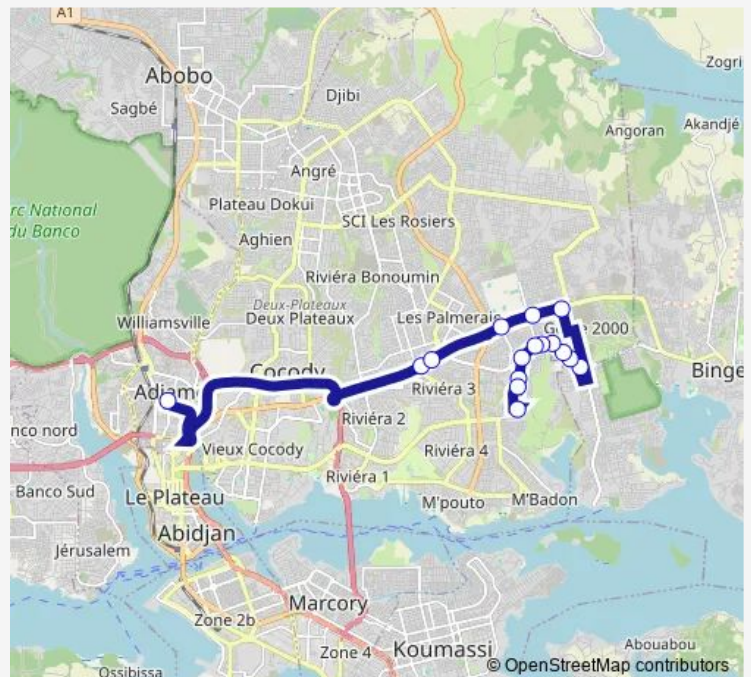 A1
Abobo
Zogri
Djibi
Sagbé
Angoran
Akandjé
Angré
Plateau Dokui
rc National
du Banco
SCI Les Rosiers
Aghien
Riviéra Bonoumin
Deux-Plateaux
Deux Plateaux
Les Palmerais
Williamsville
2000
Binge
Cocody
Riviéra 3
Adjame
Riviéra 2
nco nord
Vieux Cocody
Riviéra 4
Riviéra 1
Banco Sud
Le Plateau
M'pouto
M'Badon
Abidjan
Jérusalem
Marcory
Zone 2b
Zone 4
Koumassi
Abouabou
Ossibissa
© OpenStreetMap contributors